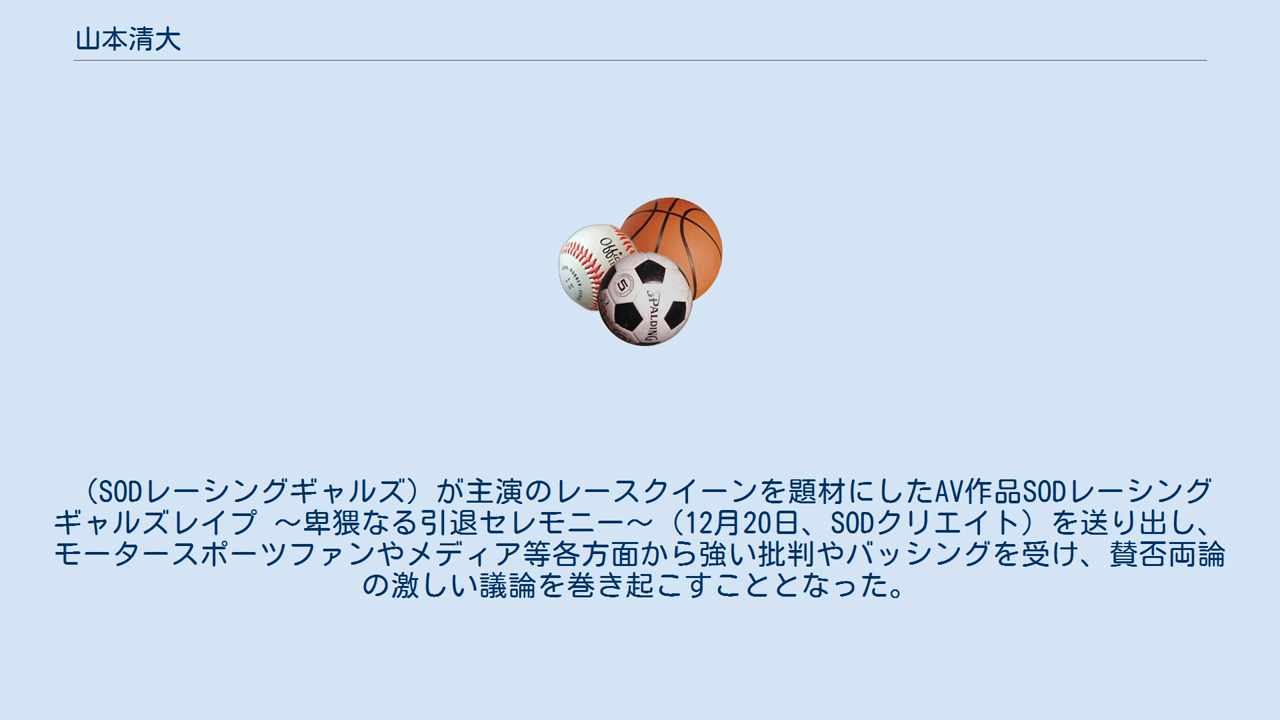 山本清大
Offi
5
SPALDING
(SODレーシングギャルズ)が主演のレースクイーンを題材にしたAV作品SODレーシング
ギャルズレイプ ～卑猥なる引退セレモニー～(12月20日、SODクリエイト)を送り出し、
モータースポーツファンやメディア等各方面から強い批判やバッシングを受け、賛否両論
の激しい議論を巻き起こすこととなった。